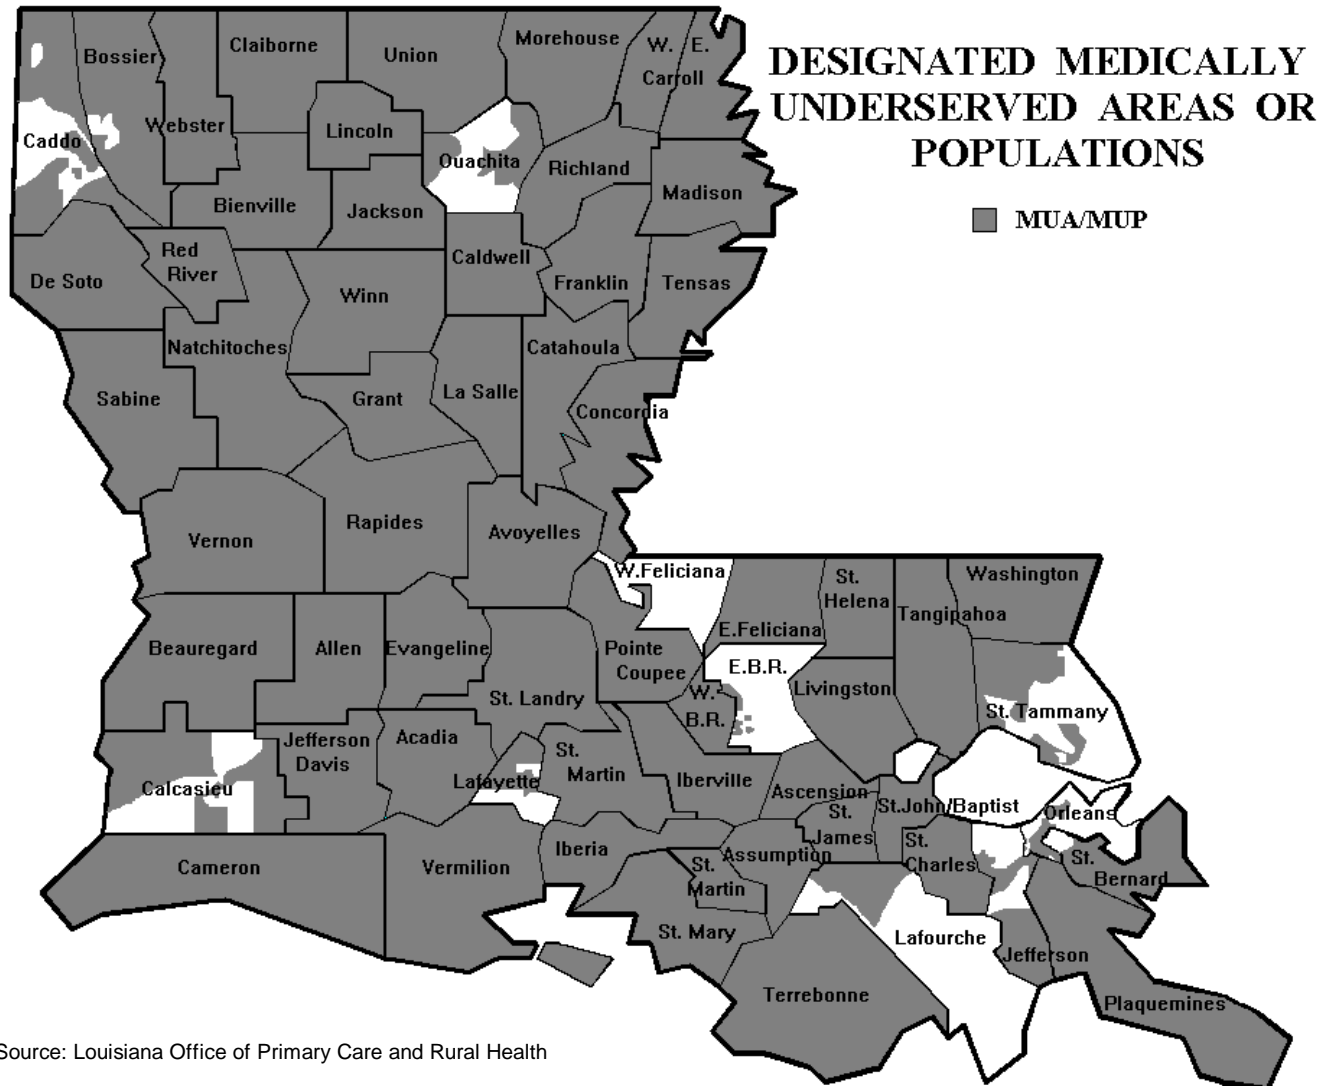 DESIGNATED MEDICALLY
UNDERSERVED AREAS OR
POPULATIONS
MUA/MUP
Caddo
Bossier
Webster
Claiborne
Lincoln
Union
Ouachita
Morehouse
W. E.
Carroll
Richland
Madison
Bienville
Jackson
De Soto
Red
River
Caldwell
Franklin
Tensas
Winn
Natchitoches
Catahoula
Sabine
Grant
La Salle
Concordia
Vernon
Rapides
Avoyelles
W.Feliciana
E.Feliciana
St.
Helena
Tangipahoa
Washington
Beauregard
Allen
Evangeline
St. Landry
Pointe
Coupee
W.
B.R.
E.B.R.
Livingston
St. Tammany
Calcasieu
Jefferson
Davis
Acadia
Lafayette
St.
Martin
Iberville
Ascension
St.
James
St.John/Baptist
Orleans
Cameron
Vermilion
Iberia
St.
Martin
Assumption
St.
Charles
St.
Bernard
St. Mary
Lafourche
Jefferson
Terrebonne
Plaquemines
Source: Louisiana Office of Primary Care and Rural Health